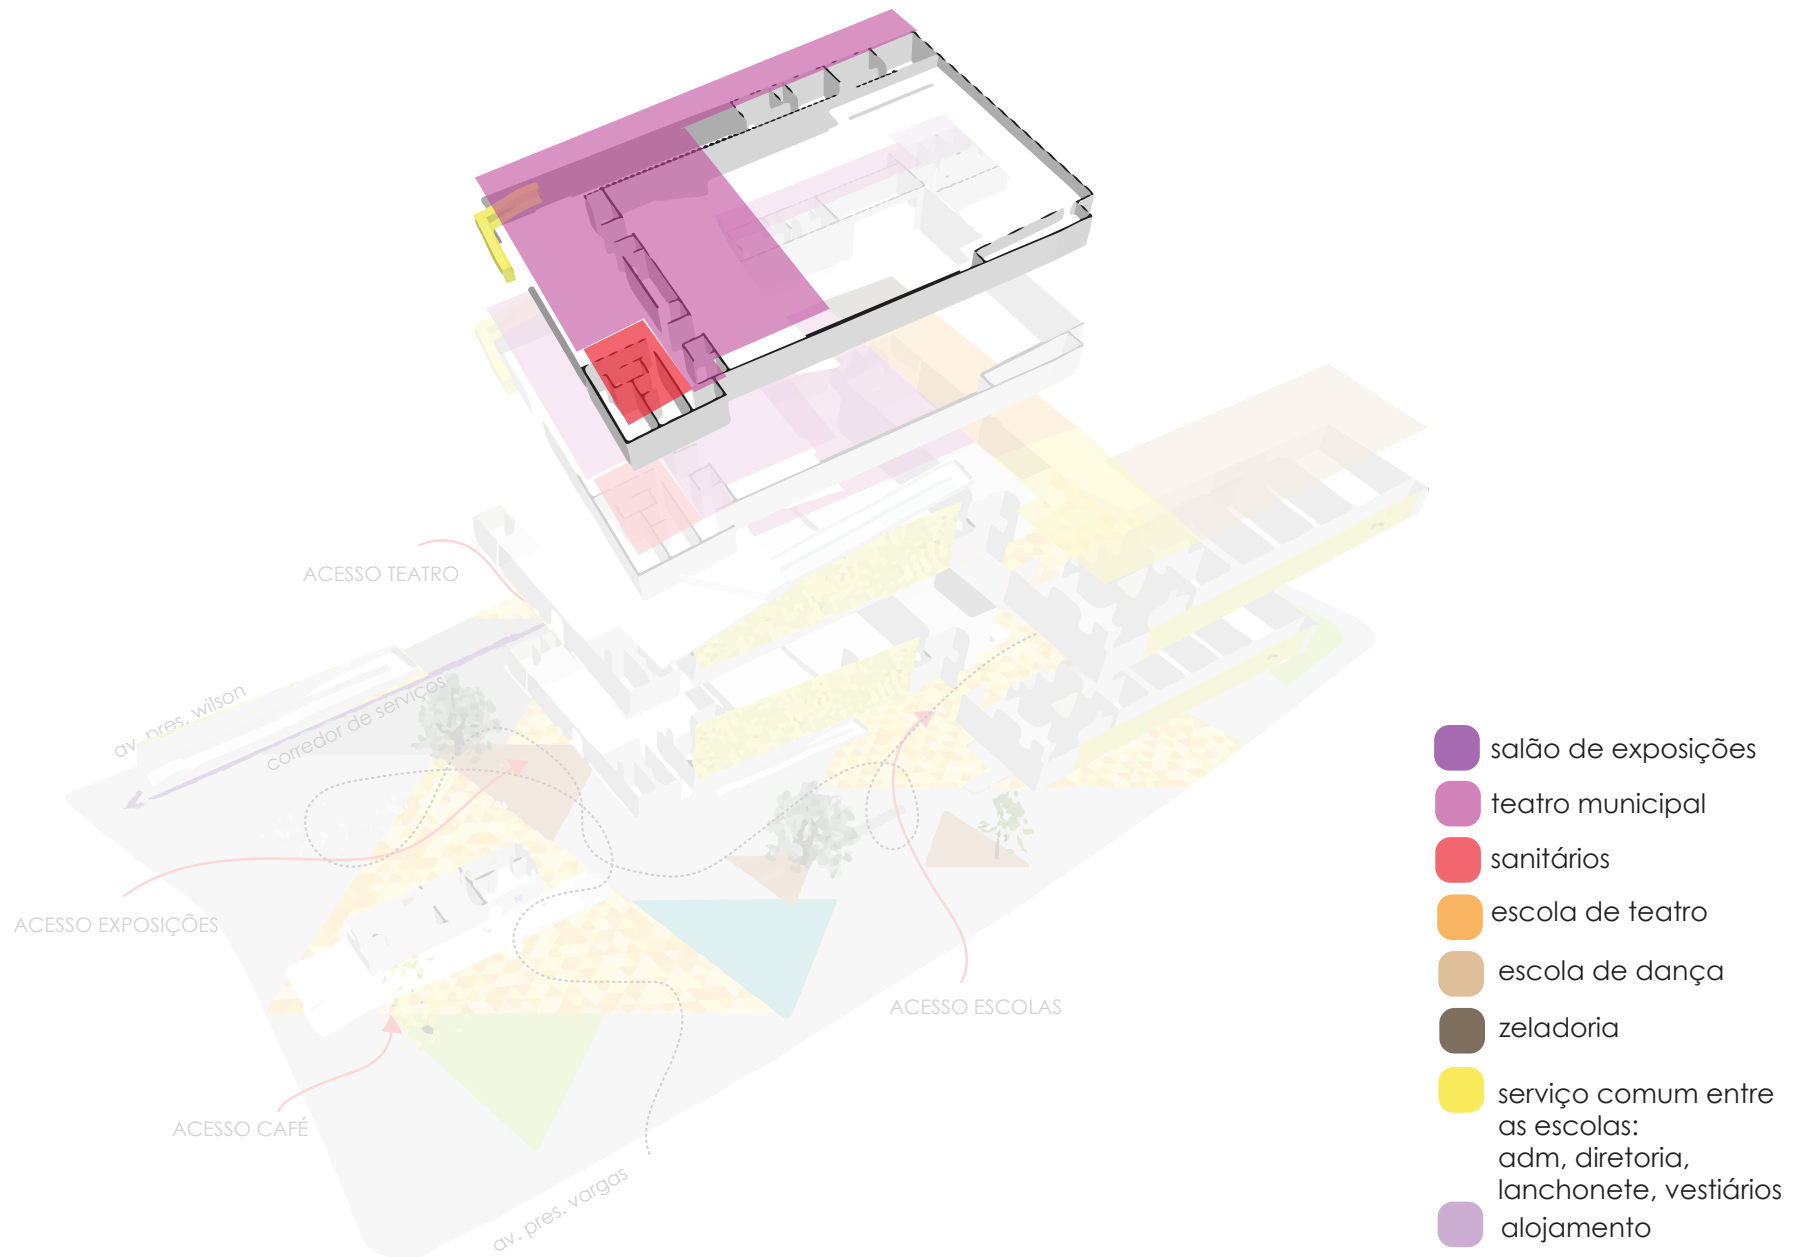 ACESSO TEATRO
av. pres. wilson
corredor de serviços
ACESSO EXPOSIÇÕES
ACESSO ESCOLAS
ACESSO CAFÉ
av. pres. vargas
salão de exposições
teatro municipal
sanitários
escola de teatro
escola de dança
zeladoria
serviço comum entre
as escolas:
adm, diretoria,
lanchonete, vestiários
alojamento